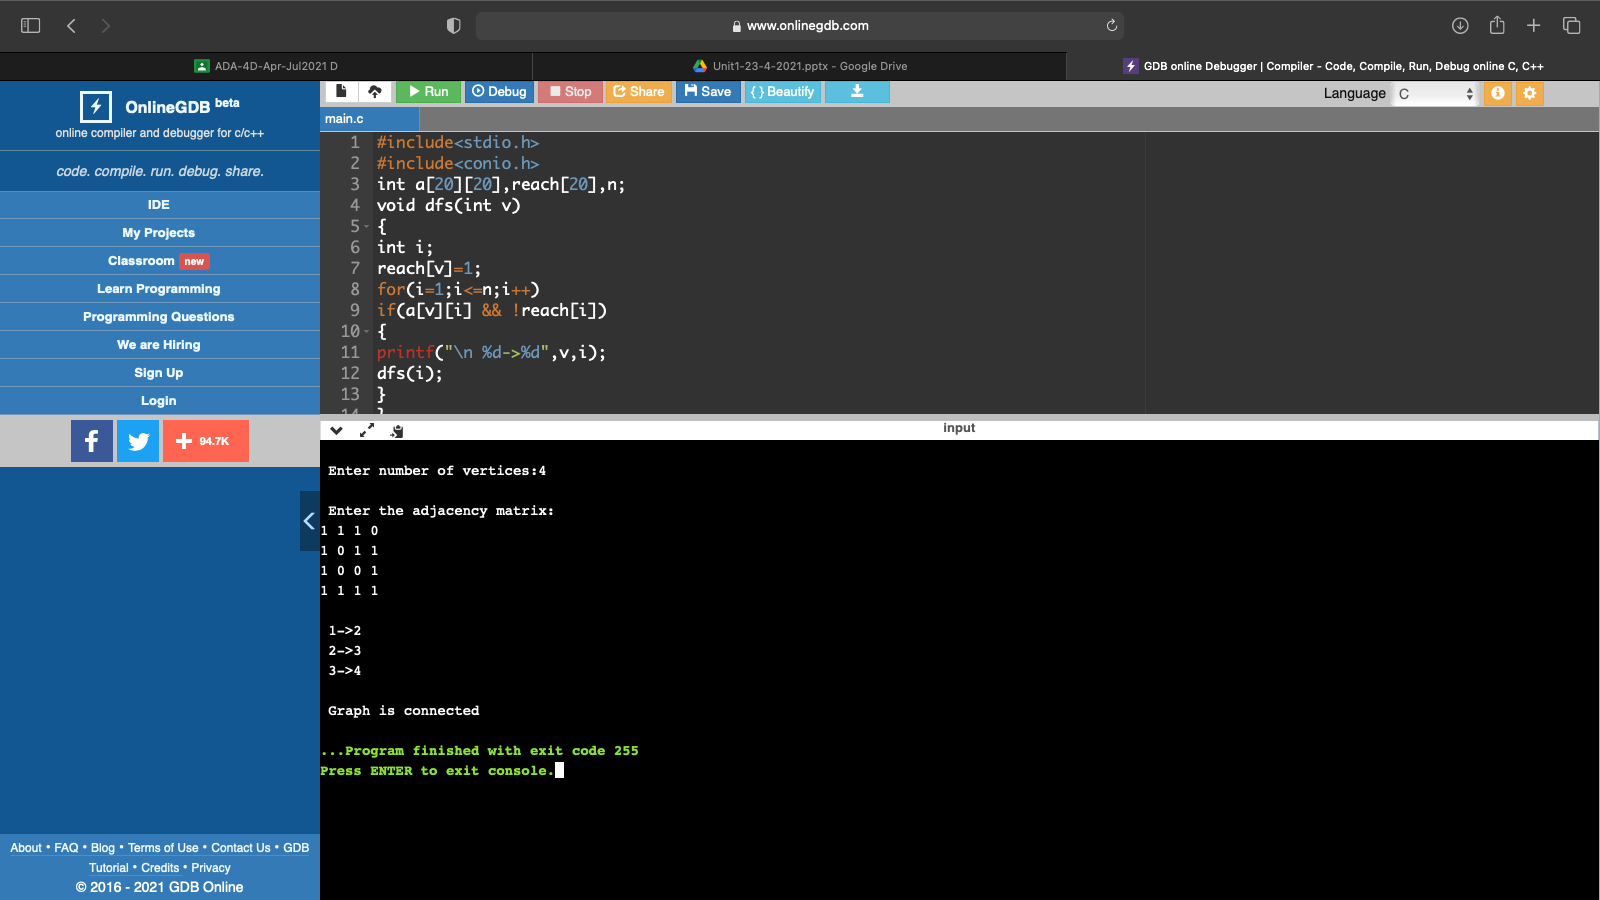 www.onlinegdb.com
ADA-4D-Apr-Jul2021 D
Unit1-23-4-2021.pptx - Google Drive
GDB online Debugger | Compiler - Code, Compile, Run, Debug online C, C++
OnlineGDB beta
online compiler and debugger for c/c++
code. compile. run. debug. share.
IDE
My Projects
Classroom new
Learn Programming
Programming Questions
We are Hiring
Sign Up
Login
f
+ 94.7K
About • FAQ • Blog • Terms of Use • Contact Us • GDB
Tutorial • Credits • Privacy
© 2016 - 2021 GDB Online
Run Debug Stop Share Save {} Beautify
Language C
main.c
1 #include<stdio.h>
2 #include<conio.h>
3 int a[20][20],reach[20],n;
4 void dfs(int v)
5 {
6 int i;
7 reach[v]=1;
8 for(i=1;i<=n;i++)
9 if(a[v][i] && !reach[i])
10 {
11 printf("\n %d->%d",v,i);
12 dfs(i);
13 }
14 }
input
Enter number of vertices:4
Enter the adjacency matrix:
1 1 1 0
1 0 1 1
1 0 0 1
1 1 1 1
1->2
2->3
3->4
Graph is connected
...Program finished with exit code 255
Press ENTER to exit console.